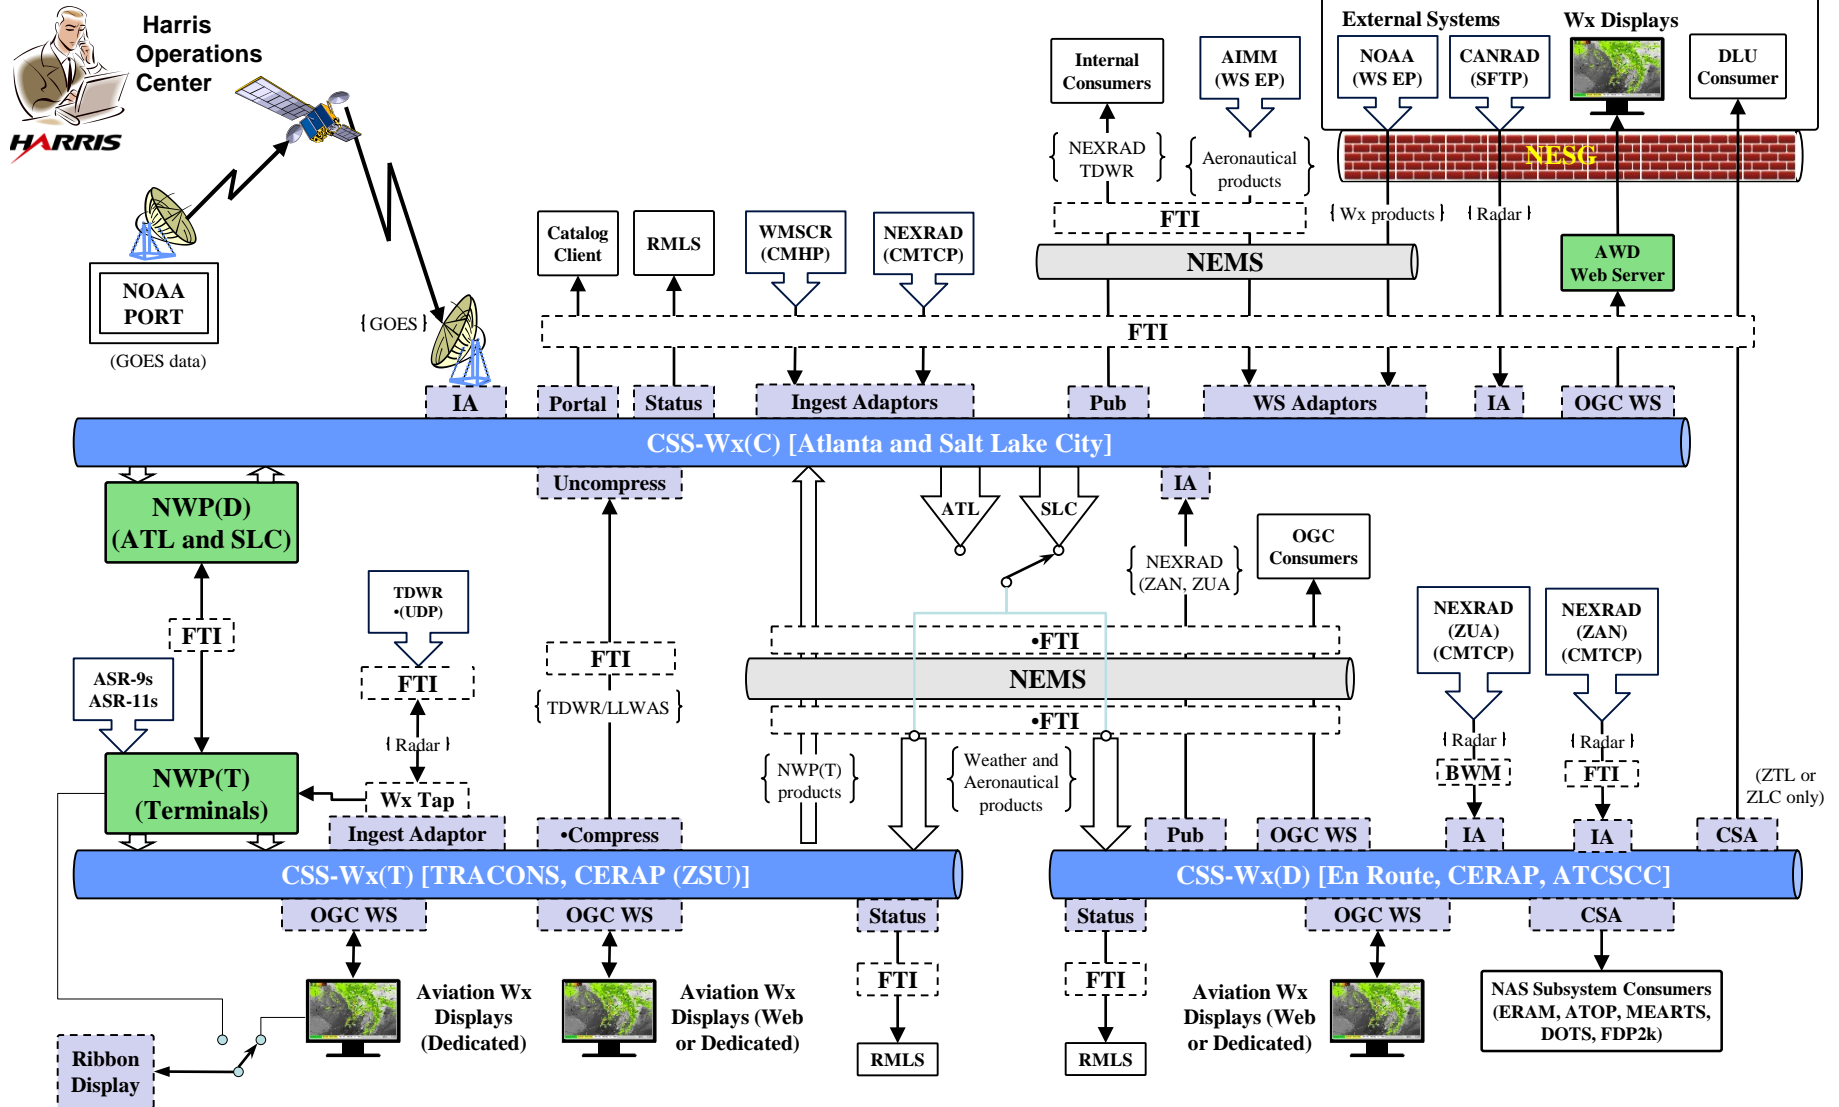 Harris
Operations
Center
HARRIS
NOAA
PORT
(GOES data)
{ GOES }
Catalog
Client
RMLS
WMSCR
(CMHP)
NEXRAD
(CMTCP)
Internal
Consumers
AIMM
(WS EP)
External Systems
Wx Displays
NOAA
(WS EP)
CANRAD
(SFTP)
DLU
Consumer
NESG
NEXRAD
TDWR
Aeronautical
products
{ Wx products }
{ Radar }
FTI
NEMS
AWD
Web Server
FTI
IA
Portal
Status
Ingest Adaptors
Pub
WS Adaptors
IA
OGC WS
CSS-Wx(C) [Atlanta and Salt Lake City]
Uncompress
IA
NWP(D)
(ATL and SLC)
ATL
SLC
NEXRAD
(ZAN, ZUA
OGC
Consumers
TDWR
•(UDP)
FTI
NEXRAD
(ZUA)
(CMTCP)
NEXRAD
(ZAN)
(CMTCP)
•FTI
FTI
FTI
NEMS
ASR-9s
ASR-11s
{ TDWR/LLWAS }
•FTI
{ Radar }
{ Radar }
{ Radar }
NWP(T)
products
Weather and
Aeronautical
products
NWP(T)
(Terminals)
Wx Tap
BWM
FTI
(ZTL or
ZLC only)
Ingest Adaptor
•Compress
Pub
OGC WS
IA
IA
CSA
CSS-Wx(T) [TRACONS, CERAP (ZSU)]
CSS-Wx(D) [En Route, CERAP, ATCSCC]
OGC WS
OGC WS
Status
Status
OGC WS
CSA
FTI
FTI
Aviation Wx
Displays
(Dedicated)
Aviation Wx
Displays (Web
or Dedicated)
Aviation Wx
Displays (Web
or Dedicated)
NAS Subsystem Consumers
(ERAM, ATOP, MEARTS,
DOTS, FDP2k)
RMLS
RMLS
Ribbon
Display